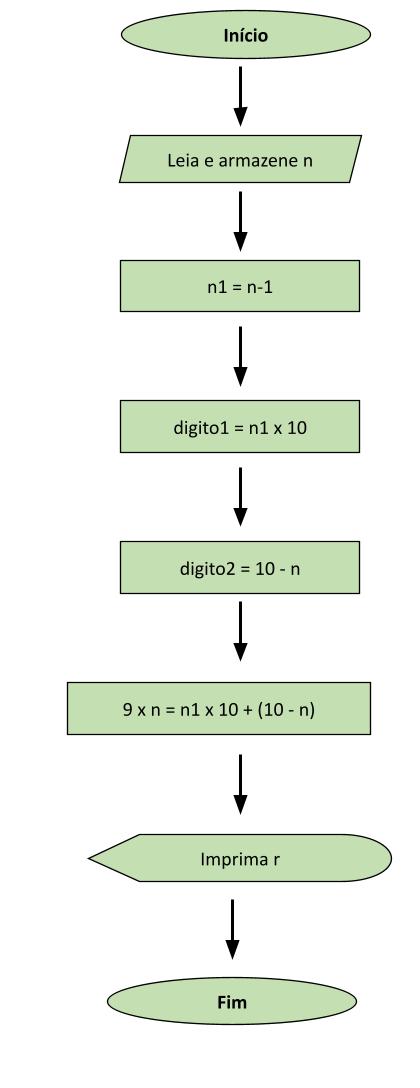 Início
Leia e armazene n
n1 = n-1
digito1 = n1 x 10
digito2 = 10 - n
9 x n = n1 x 10 + (10 - n)
Imprima r
Fim